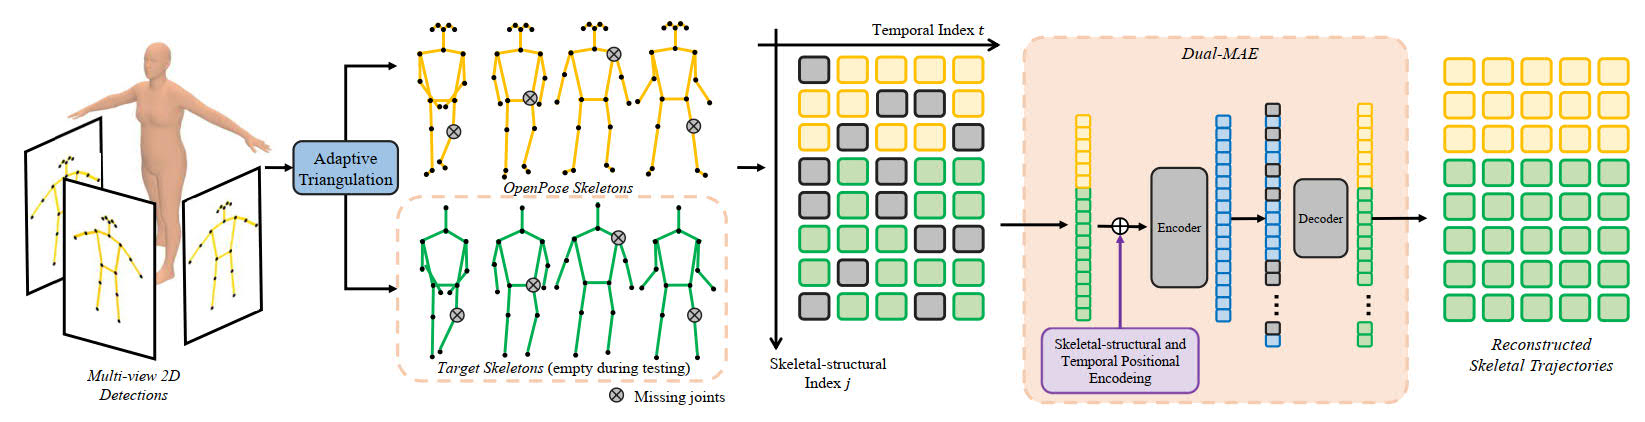 Multi-view 2D
Detections
Adaptive
Triangulation
OpenPose Skeletons
Target Skeletons (empty during testing)
Missing joints
Temporal Index t
Skeletal-structural
Index j
Dual-MAE
Encoder
Decoder
Skeletal-structural and
Temporal Positional
Encodeing
Reconstructed
Skeletal Trajectories